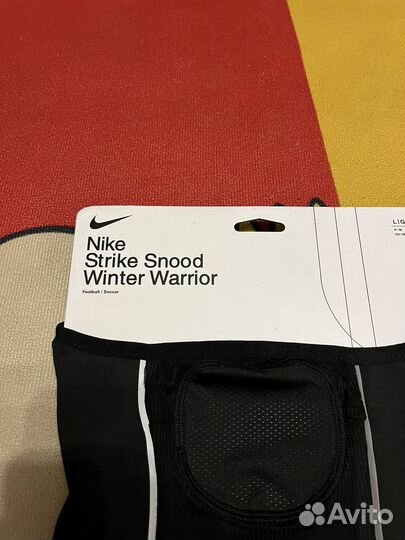 Nike
Strike Snood
Winter Warrior
Football / Soccer
L|G
Avito